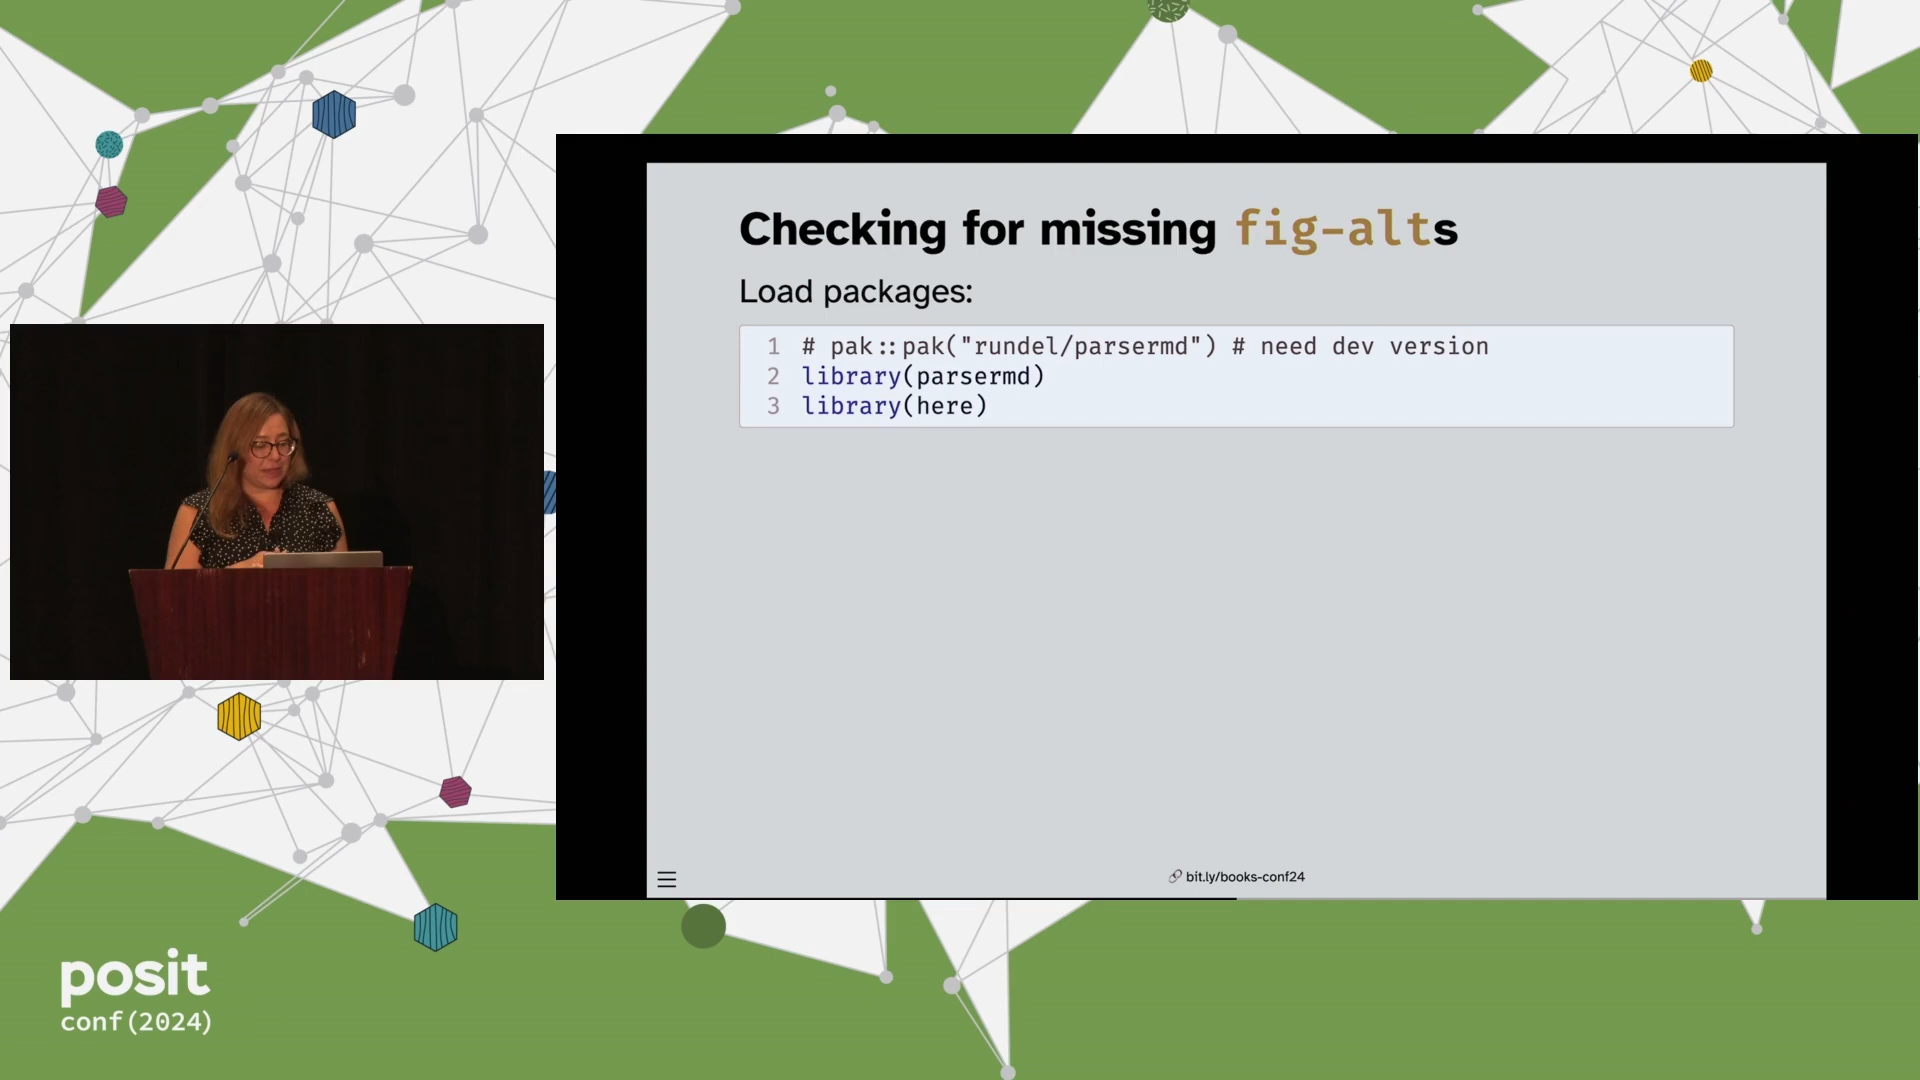 Checking for missing fig-alts
Load packages:
1 # pak::pak("rundel/parsermd") # need dev version
2 library(parsermd)
3 library(here)
bit.ly/books-conf24
posit
conf(2024)